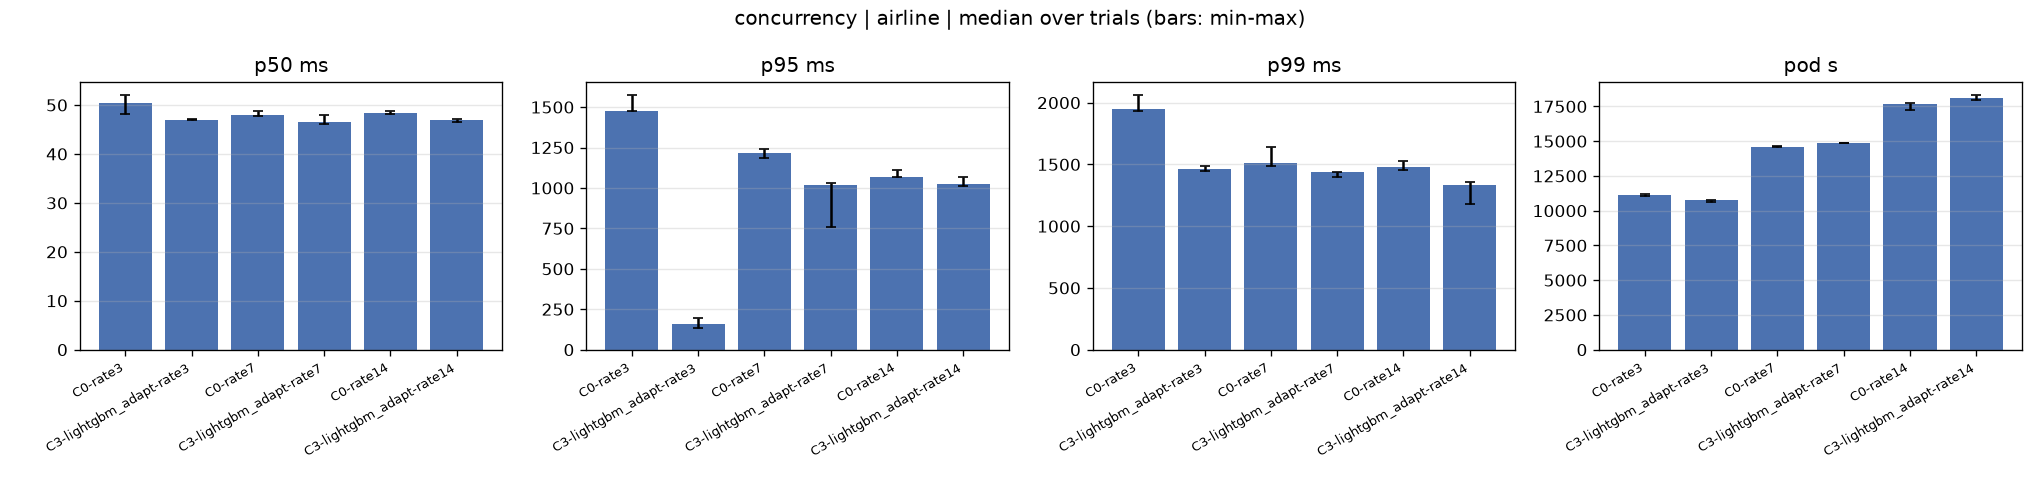 concurrency | airline | median over trials (bars: min-max)
p50 ms
50
40
30
20
10
0
C0-rate3
C3-lightgbm_adapt-rate3
C0-rate7
C3-lightgbm_adapt-rate7
C0-rate14
C3-lightgbm_adapt-rate14
p95 ms
1500
1250
1000
750
500
250
0
C0-rate3
C3-lightgbm_adapt-rate3
C0-rate7
C3-lightgbm_adapt-rate7
C0-rate14
C3-lightgbm_adapt-rate14
p99 ms
2000
1500
1000
500
0
C0-rate3
C3-lightgbm_adapt-rate3
C0-rate7
C3-lightgbm_adapt-rate7
C0-rate14
C3-lightgbm_adapt-rate14
pod s
17500
15000
12500
10000
7500
5000
2500
0
C0-rate3
C3-lightgbm_adapt-rate3
C0-rate7
C3-lightgbm_adapt-rate7
C0-rate14
C3-lightgbm_adapt-rate14